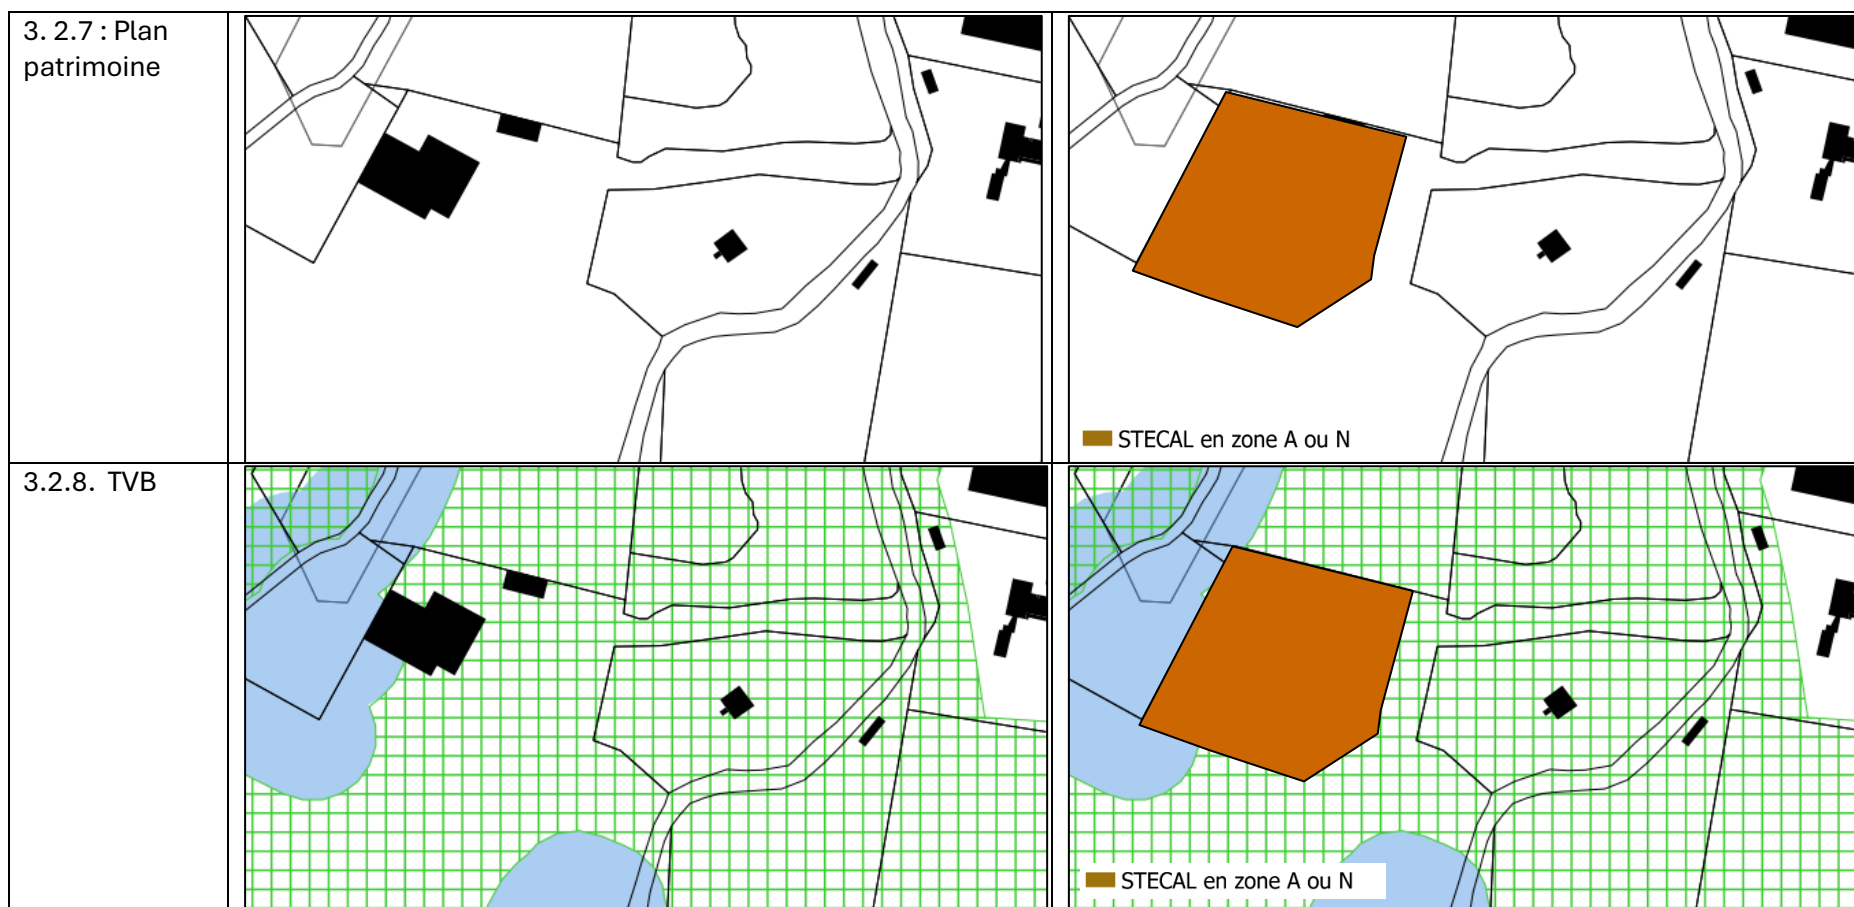 3. 2.7 : Plan
patrimoine
STECAL en zone A ou N
3.2.8. TVB
STECAL en zone A ou N